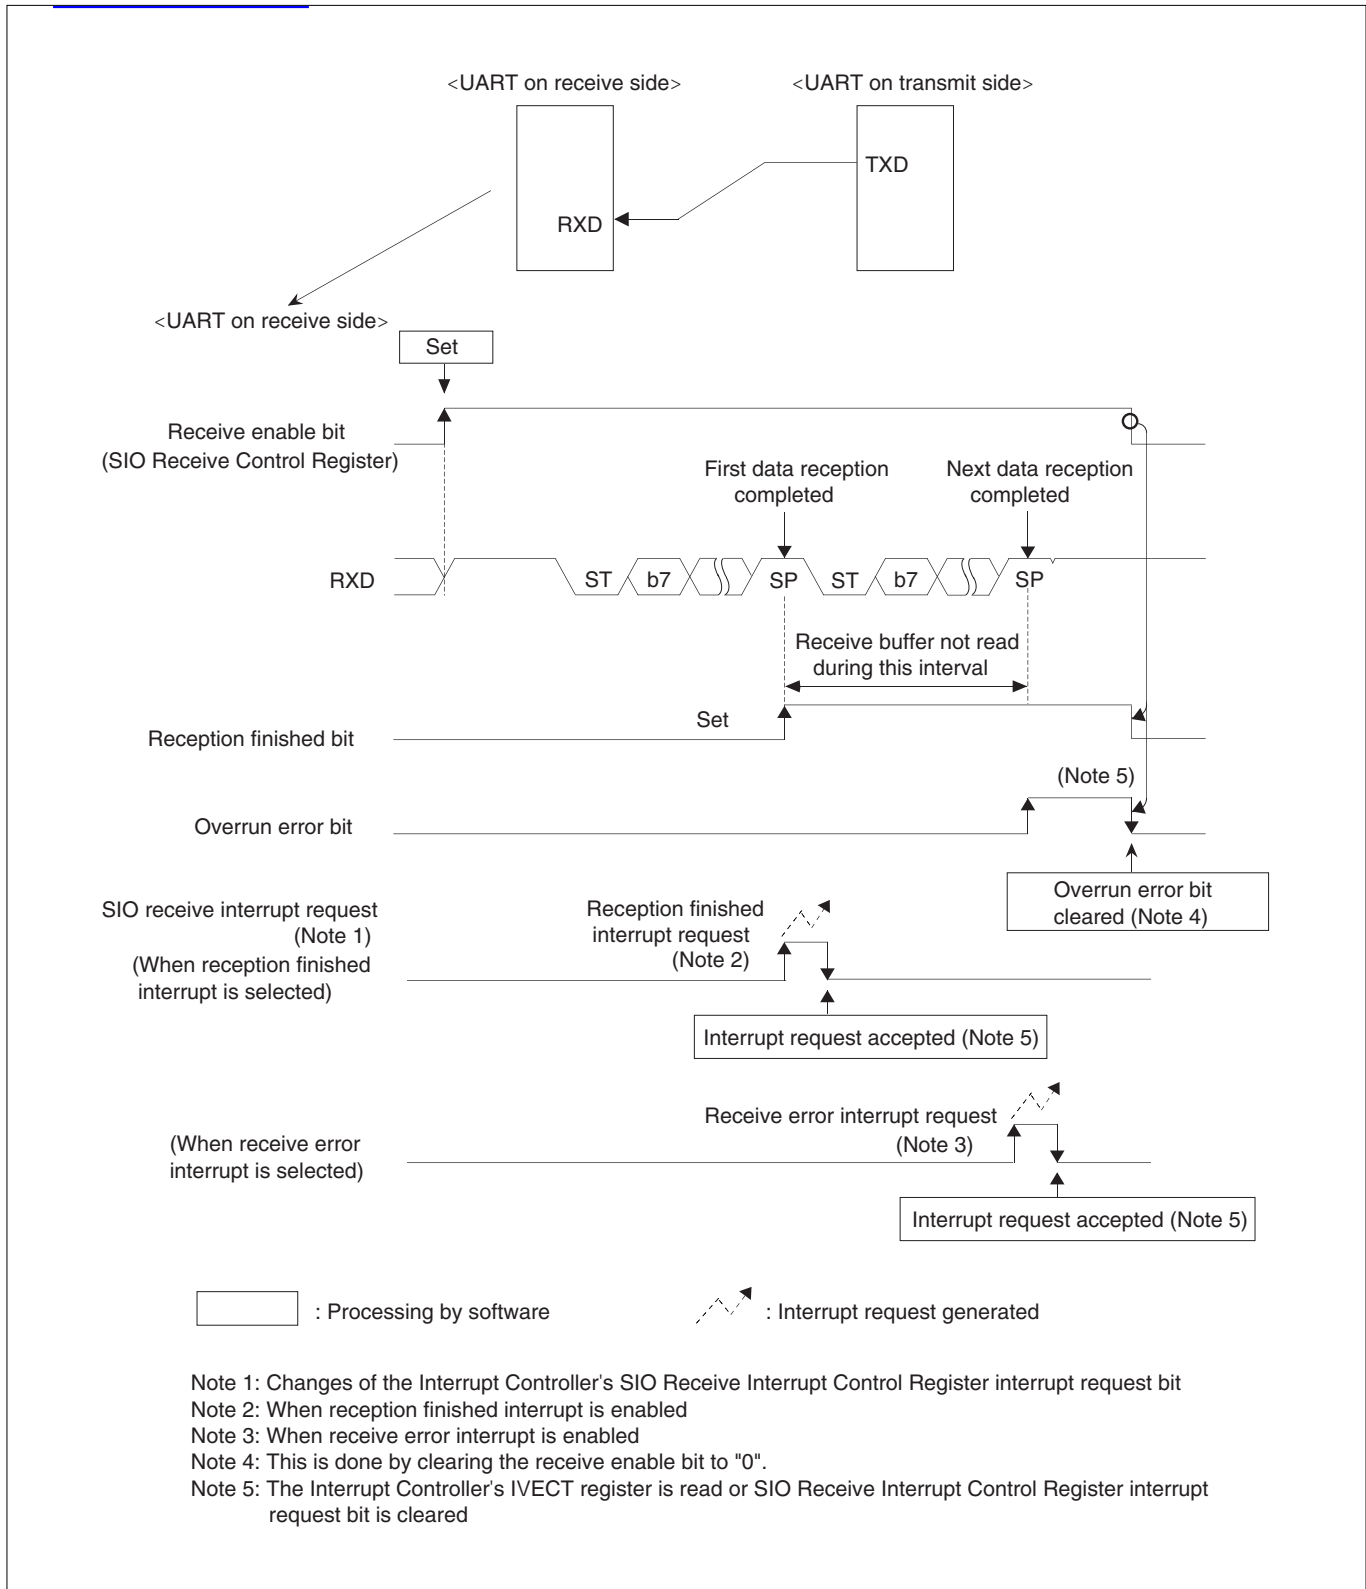 <UART on receive side>
<UART on transmit side>
TXD
RXD
<UART on receive side>
Set
Receive enable bit
(SIO Receive Control Register)
First data reception
completed
Next data reception
completed
RXD
ST
b7
SP
ST
b7
SP
Receive buffer not read
during this interval
Set
Reception finished bit
(Note 5)
Overrun error bit
Overrun error bit
cleared (Note 4)
SIO receive interrupt request
(Note 1)
(When reception finished
interrupt is selected)
Reception finished
interrupt request
(Note 2)
Interrupt request accepted (Note 5)
Receive error interrupt request
(Note 3)
(When receive error
interrupt is selected)
Interrupt request accepted (Note 5)
: Processing by software
: Interrupt request generated
Note 1: Changes of the Interrupt Controller's SIO Receive Interrupt Control Register interrupt request bit
Note 2: When reception finished interrupt is enabled
Note 3: When receive error interrupt is enabled
Note 4: This is done by clearing the receive enable bit to "0".
Note 5: The Interrupt Controller's IVECT register is read or SIO Receive Interrupt Control Register interrupt
request bit is cleared